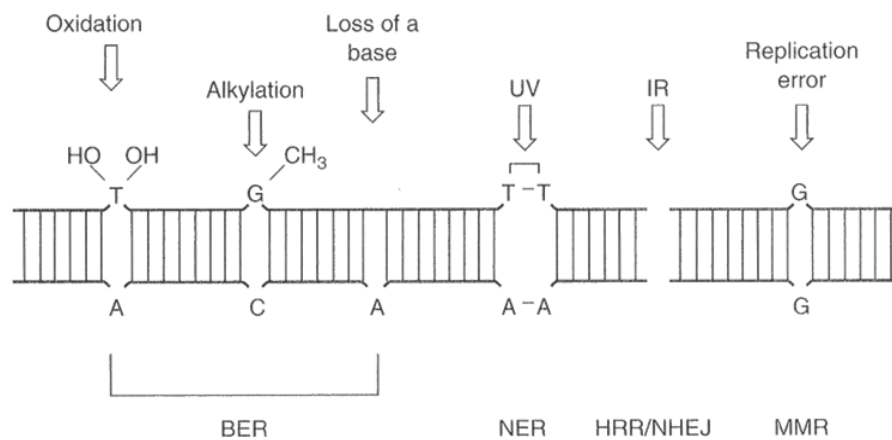 Oxidation
Loss of a
base
Alkylation
UV
IR
Replication
error
HO OH
CH3
T
G
T-T
G
A
C
A
A-A
G
BER
NER
HRR/NHEJ
MMR